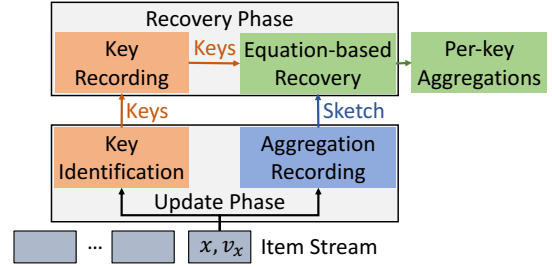 Recovery Phase
Key
Recording
Keys
Equation-based
Recovery
Per-key
Aggregations
Keys
Sketch
Key
Identification
Aggregation
Recording
Update Phase
...
x, vₓ
Item Stream